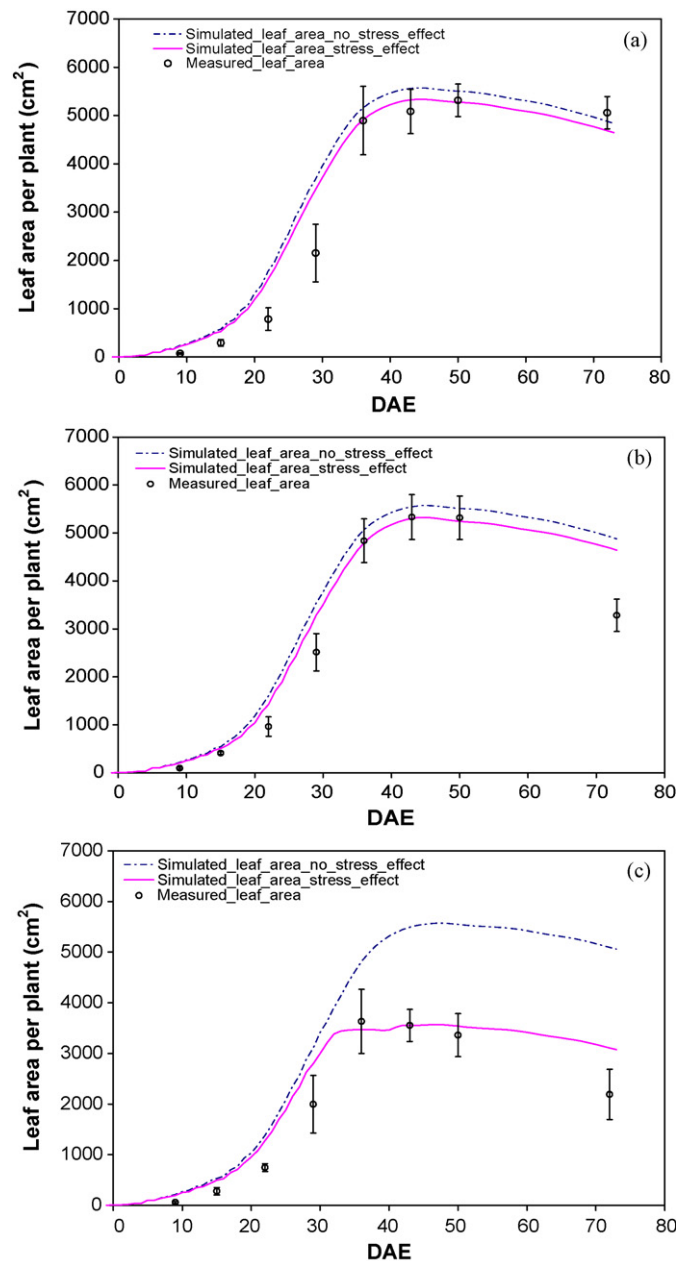 7000
Simulated_leaf_area_no_stress_effect
(a)
Simulated_leaf_area_stress_effect
6000
Measured_leaf_area
5000
4000
3000
2000
1000
0
Leaf area per plant (cm²)
0 10 20 30 40 50 60 70 80
DAE
7000
Simulated_leaf_area_no_stress_effect
(b)
Simulated_leaf_area_stress_effect
6000
Measured_leaf_area
5000
4000
3000
2000
1000
0
Leaf area per plant (cm²)
0 10 20 30 40 50 60 70 80
DAE
7000
Simulated_leaf_area_no_stress_effect
(c)
Simulated_leaf_area_stress_effect
6000
Measured_leaf_area
5000
4000
3000
2000
1000
0
Leaf area per plant (cm²)
0 10 20 30 40 50 60 70 80
DAE